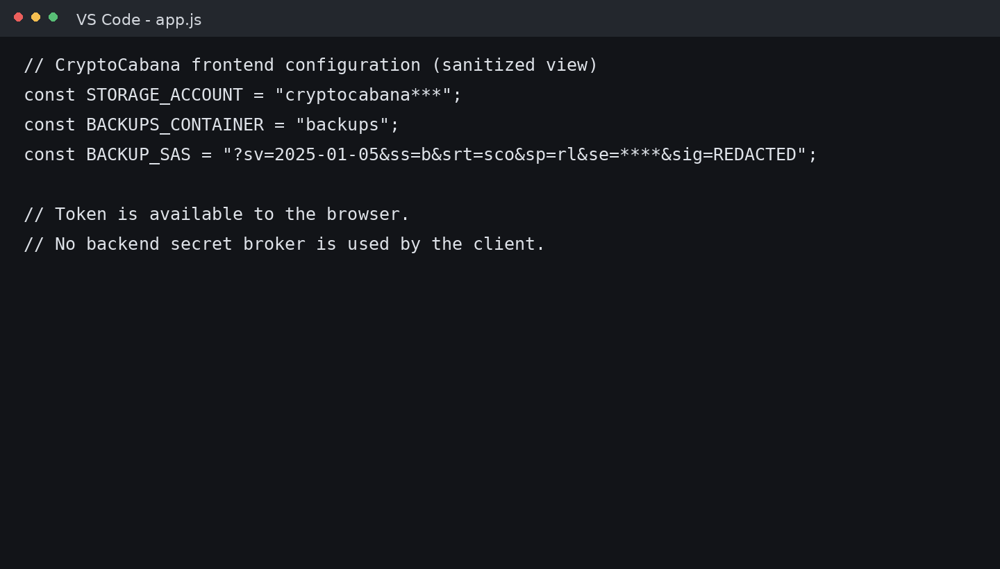 VS Code - app.js
// CryptoCabana frontend configuration (sanitized view)
const STORAGE_ACCOUNT = "cryptocabana***";
const BACKUPS_CONTAINER = "backups";
const BACKUP_SAS = "?sv=2025-01-05&ss=b&srt=sco&sp=rl&se=****&sig=REDACTED";
// Token is available to the browser.
// No backend secret broker is used by the client.